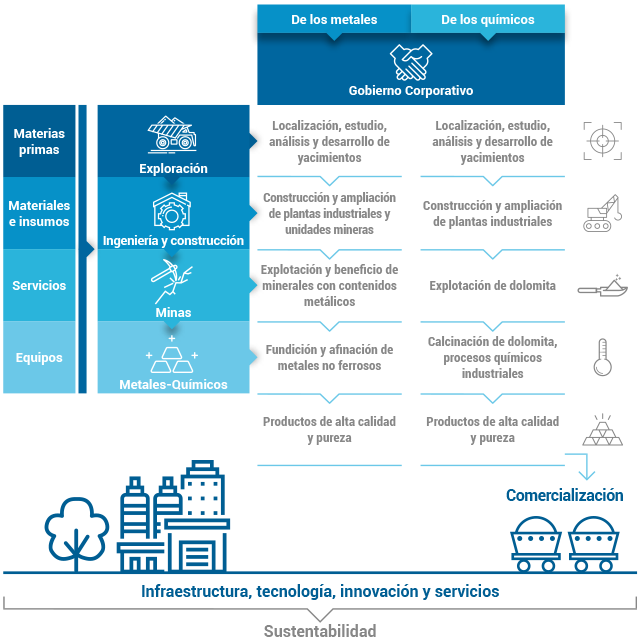 De los metales
De los químicos
Gobierno Corporativo
Materias
primas
Materiales
e insumos
Servicios
Equipos
Exploración
Ingeniería y construcción
Minas
Metales-Químicos
Localización, estudio,
análisis y desarrollo de
yacimientos
Localización, estudio,
análisis y desarrollo de
yacimientos
Construcción y ampliación
de plantas industriales y
unidades mineras
Construcción y ampliación
de plantas industriales
Explotación y beneficio de
minerales con contenidos
metálicos
Explotación de dolomita
Fundición y afinación de
metales no ferrosos
Calcinación de dolomita,
procesos químicos
industriales
Productos de alta calidad
y pureza
Productos de alta calidad
y pureza
Comercialización
Infraestructura, tecnología, innovación y servicios
Sustentabilidad